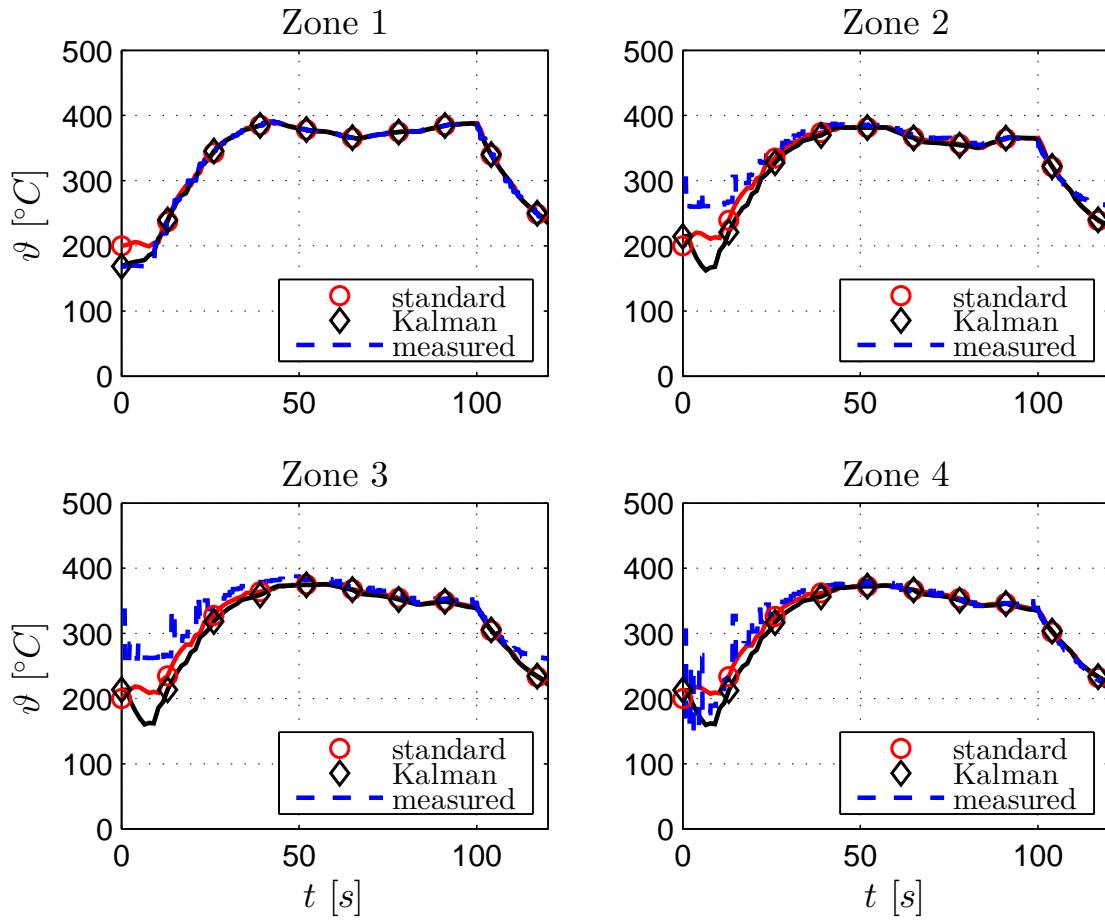 Zone 1
Zone 2
ϑ [°C]
500
400
300
200
100
0
0 50 100
standard
Kalman
measured
500
400
300
200
100
0
0 50 100
standard
Kalman
measured
Zone 3
Zone 4
ϑ [°C]
500
400
300
200
100
0
0 50 100
t [s]
standard
Kalman
measured
500
400
300
200
100
0
0 50 100
t [s]
standard
Kalman
measured